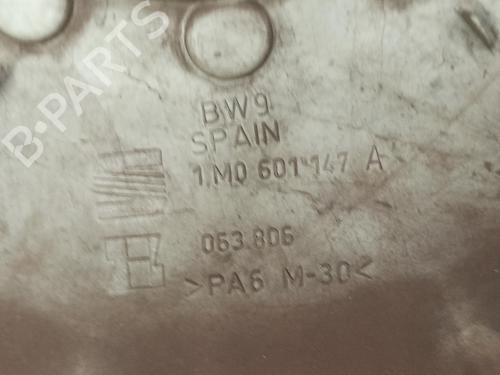 B-PARTS
BW9
SPAIN
1M0 601 147 A
063 806
>PA6 M-30<